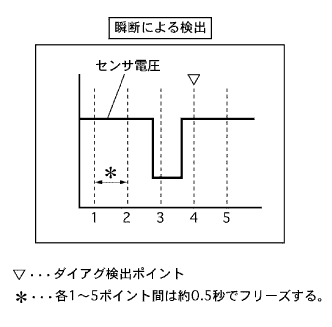 瞬断による検出
センサ電圧
▽
*
1 2 3 4 5
▽・・・ダイアグ検出ポイント
*・・・各1～5ポイント間は約0.5秒でフリーズする。